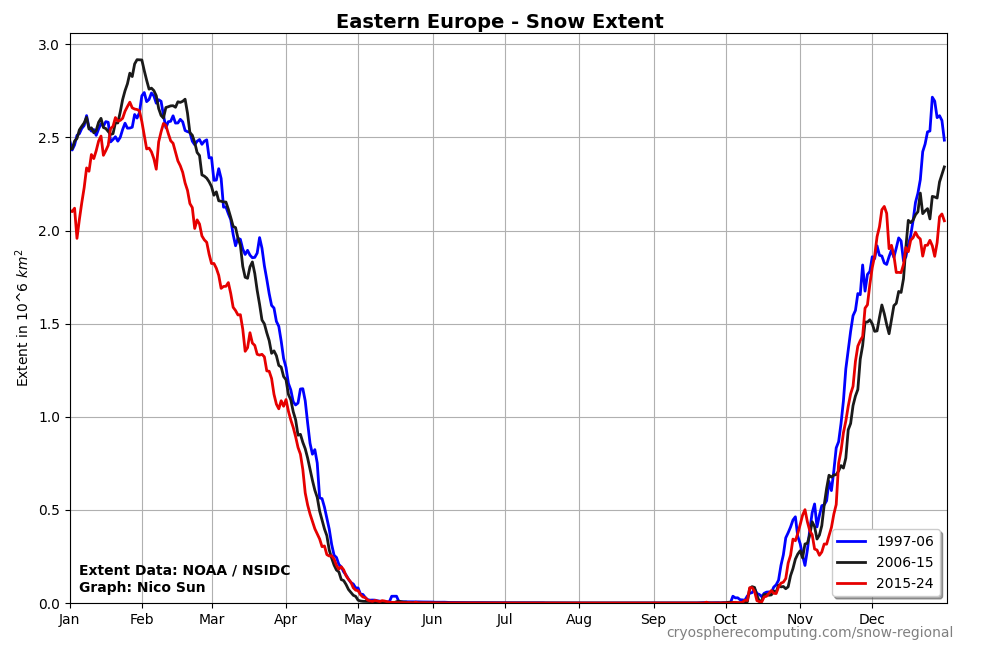 Eastern Europe - Snow Extent
3.0
2.5
2.0
1.5
1.0
0.5
0.0
Extent in 10^6 km²
Extent Data: NOAA / NSIDC
Graph: Nico Sun
1997-06
2006-15
2015-24
Jan Feb Mar Apr May Jun Jul Aug Sep Oct Nov Dec
cryospherecomputing.com/snow-regional